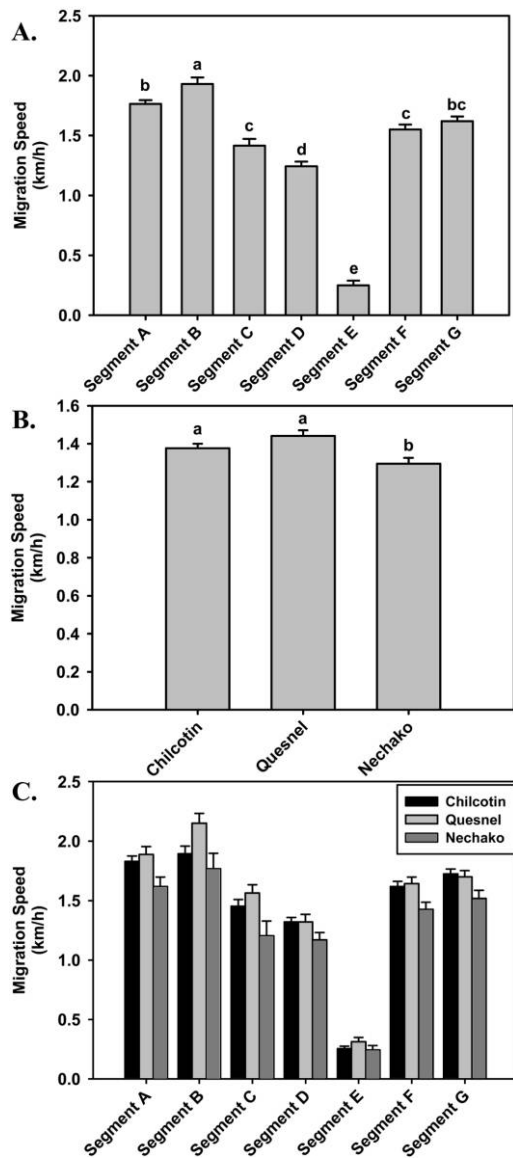 A.
Migration Speed
(km/h)
2.5
2.0
1.5
1.0
0.5
0.0
b
a
c
d
e
c
bc
Segment A
Segment B
Segment C
Segment D
Segment E
Segment F
Segment G
B.
Migration Speed
(km/h)
1.6
1.4
1.2
1.0
0.8
0.6
0.4
0.2
0.0
a
a
b
Chilcotin
Quesnel
Nechako
C.
Migration Speed
(km/h)
2.5
2.0
1.5
1.0
0.5
0.0
Chilcotin
Quesnel
Nechako
Segment A
Segment B
Segment C
Segment D
Segment E
Segment F
Segment G